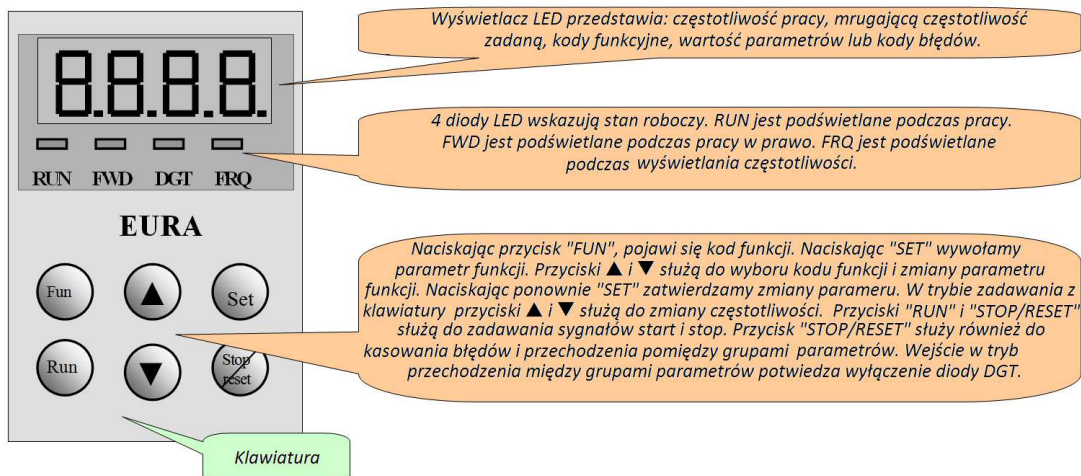 Wyświetlacz LED przedstawia: częstotliwość pracy, mrugającą częstotliwość
zadaną, kody funkcyjne, wartość parametrów lub kody błędów.
8.8.8.8.
4 diody LED wskazują stan roboczy. RUN jest podświetlane podczas pracy.
FWD jest podświetlane podczas pracy w prawo. FRQ jest podświetlane
podczas wyświetlania częstotliwości.
RUN FWD DGT FRQ
EURA
Naciskając przycisk "FUN", pojawi się kod funkcji. Naciskając "SET" wywołamy
parametr funkcji. Przyciski ▲ i ▼ służą do wyboru kodu funkcji i zmiany parametru
funkcji. Naciskając ponownie "SET" zatwierdzamy zmiany parameru. W trybie zadawania z
klawiatury przyciski ▲ i ▼ służą do zmiany częstotliwości. Przyciski "RUN" i "STOP/RESET"
służą do zadawania sygnałów start i stop. Przycisk "STOP/RESET" służy również do
kasowania błędów i przechodzenia pomiędzy grupami parametrów. Wejście w tryb
przechodzenia między grupami parametrów potwiedza wyłączenie diody DGT.
Fun ▲ Set
Run ▼ Stop
reset
Klawiatura